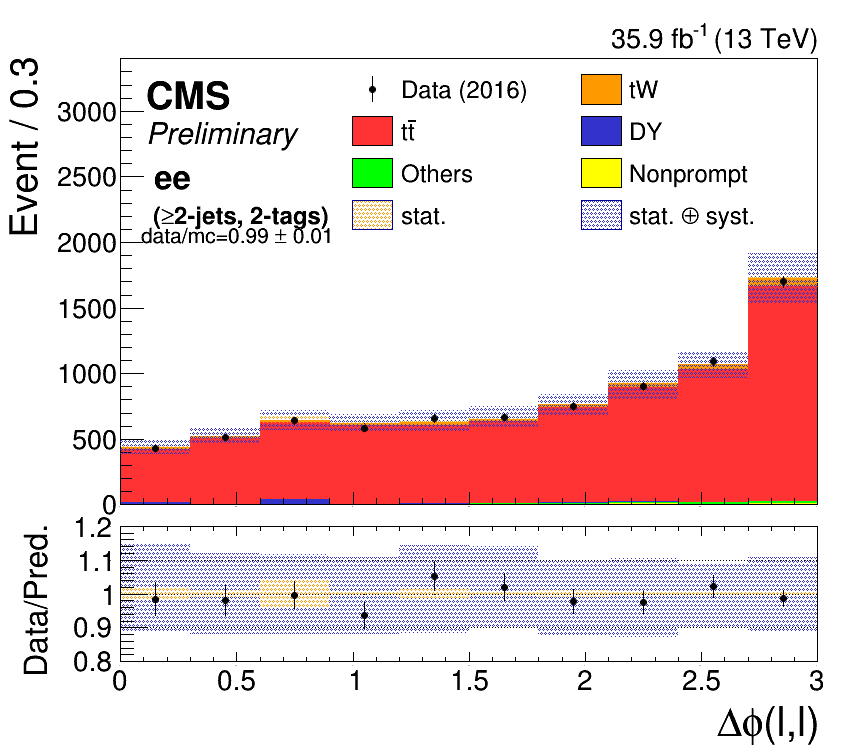 35.9 fb⁻¹ (13 TeV)
Event / 0.3
CMS
Preliminary
ee
(≥2-jets, 2-tags)
data/mc=0.99 ± 0.01
Data (2016)
tW
tt̄
DY
Others
Nonprompt
stat.
stat. ⊕ syst.
3000
2500
2000
1500
1000
500
0
Data/Pred.
1.2
1.1
1
0.9
0.8
0 0.5 1 1.5 2 2.5 3
Δϕ(l,l)